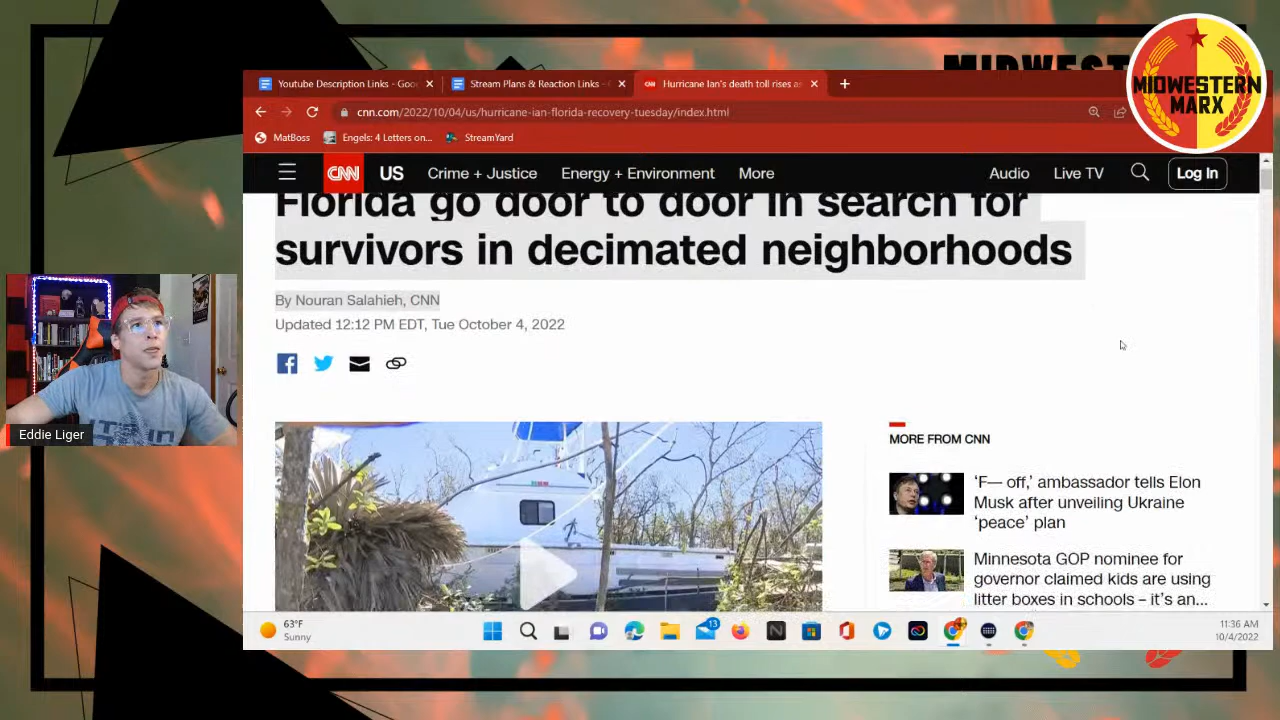 MIDWEST
MIDWESTERN
MARX
Youtube Description Links - Goo
Stream Plans & Reaction Links -
Hurricane Ian's death toll rises as
cnn.com/2022/10/04/us/hurricane-ian-florida-recovery-tuesday/index.html
MatBoss
Engels: 4 Letters on...
StreamYard
CNN
US
Crime + Justice
Energy + Environment
More
Audio
Live TV
Log In
Florida go door to door in search for
survivors in decimated neighborhoods
By Nouran Salahieh, CNN
Updated 12:12 PM EDT, Tue October 4, 2022
MORE FROM CNN
‘F— off,’ ambassador tells Elon
Musk after unveiling Ukraine
‘peace’ plan
Minnesota GOP nominee for
governor claimed kids are using
litter boxes in schools – it's an...
Eddie Liger
63°F
Sunny
13
11:36 AM
10/4/2022